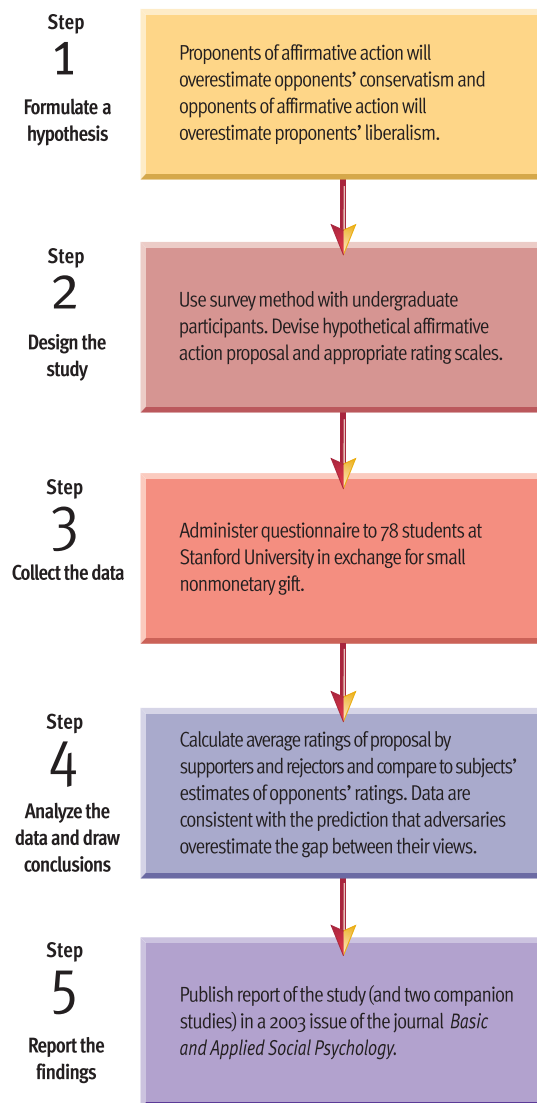 Step
1
Formulate a
hypothesis
Proponents of affirmative action will
overestimate opponents’ conservatism and
opponents of affirmative action will
overestimate proponents’ liberalism.
Step
2
Design the
study
Use survey method with undergraduate
participants. Devise hypothetical affirmative
action proposal and appropriate rating scales.
Step
3
Collect the data
Administer questionnaire to 78 students at
Stanford University in exchange for small
nonmonetary gift.
Step
4
Analyze the
data and draw
conclusions
Calculate average ratings of proposal by
supporters and rejectors and compare to subjects’
estimates of opponents’ ratings. Data are
consistent with the prediction that adversaries
overestimate the gap between their views.
Step
5
Report the
findings
Publish report of the study (and two companion
studies) in a 2003 issue of the journal Basic
and Applied Social Psychology.